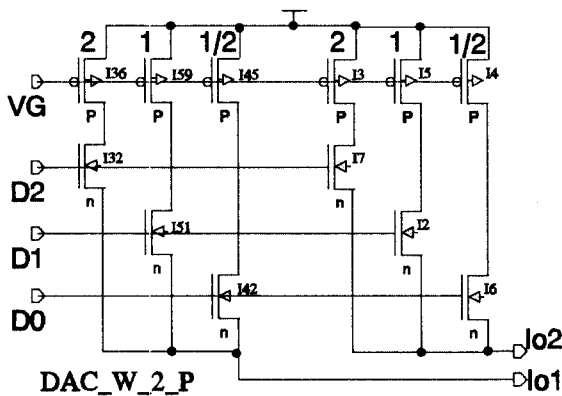 2 1 1/2 2 1 1/2
I36 I59 I45 I3 I5 I4
VG
P P P P P P
I32 I7
D2
n n
I51 I2
D1
n n
I42 I6
D0
n n
Io2
DAC_W_2_P Io1